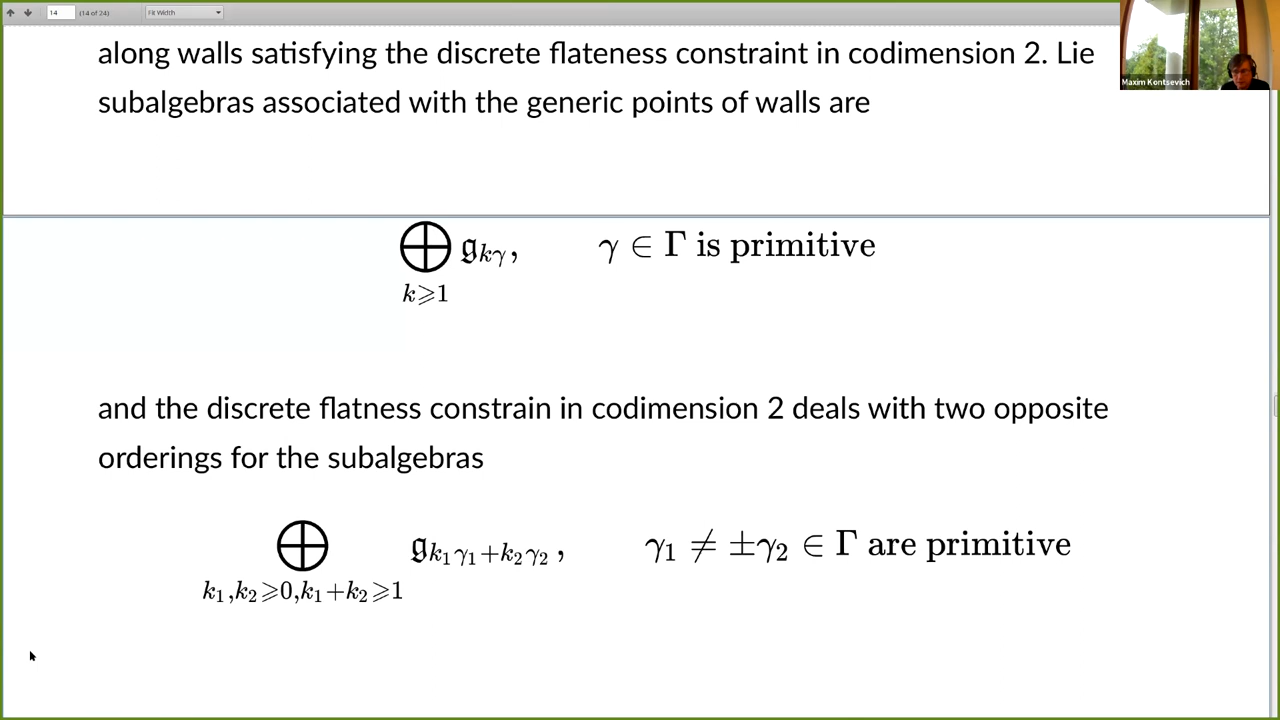 14 (14 of 24) Fit Width
along walls satisfying the discrete flateness constraint in codimension 2. Lie
Maxim Kontsevich
subalgebras associated with the generic points of walls are
⨁_{k⩾1} 𝔤_{kγ}, γ ∈ Γ is primitive
and the discrete flatness constrain in codimension 2 deals with two opposite
orderings for the subalgebras
⨁_{k₁,k₂⩾0,k₁+k₂⩾1} 𝔤_{k₁γ₁+k₂γ₂}, γ₁ ≠ ±γ₂ ∈ Γ are primitive